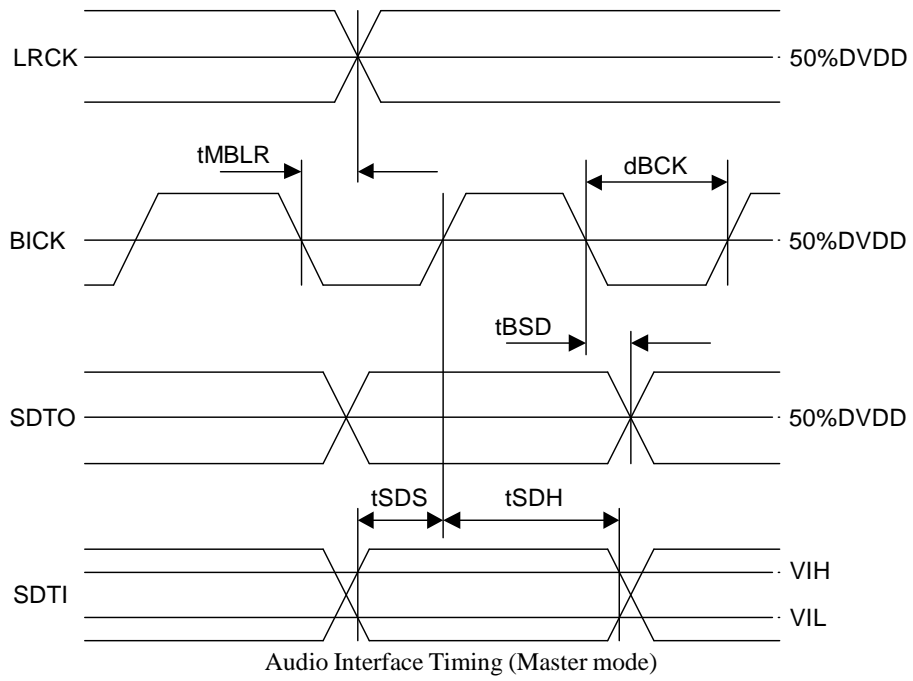 LRCK
50%DVDD
tMBLR
dBCK
BICK
50%DVDD
tBSD
SDTO
50%DVDD
tSDS
tSDH
VIH
SDTI
VIL
Audio Interface Timing (Master mode)